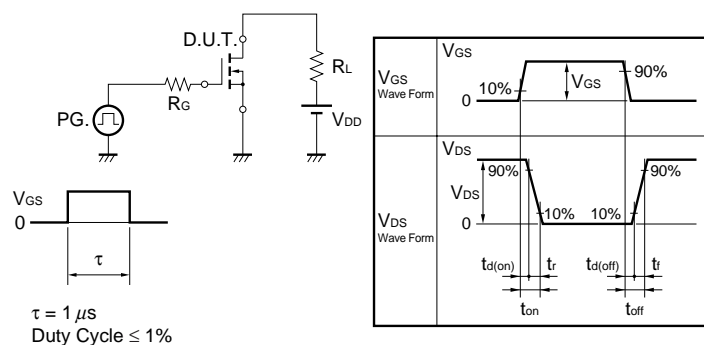 D.U.T.
RL
RG
PG.
VDD
VGS
0
τ
τ = 1 μs
Duty Cycle ≤ 1%
VGS
Wave Form
VGS
10%
90%
VGS
0
VDS
Wave Form
VDS
VDS
90%
90%
10%
10%
0
td(on)
tr
td(off)
tf
ton
toff